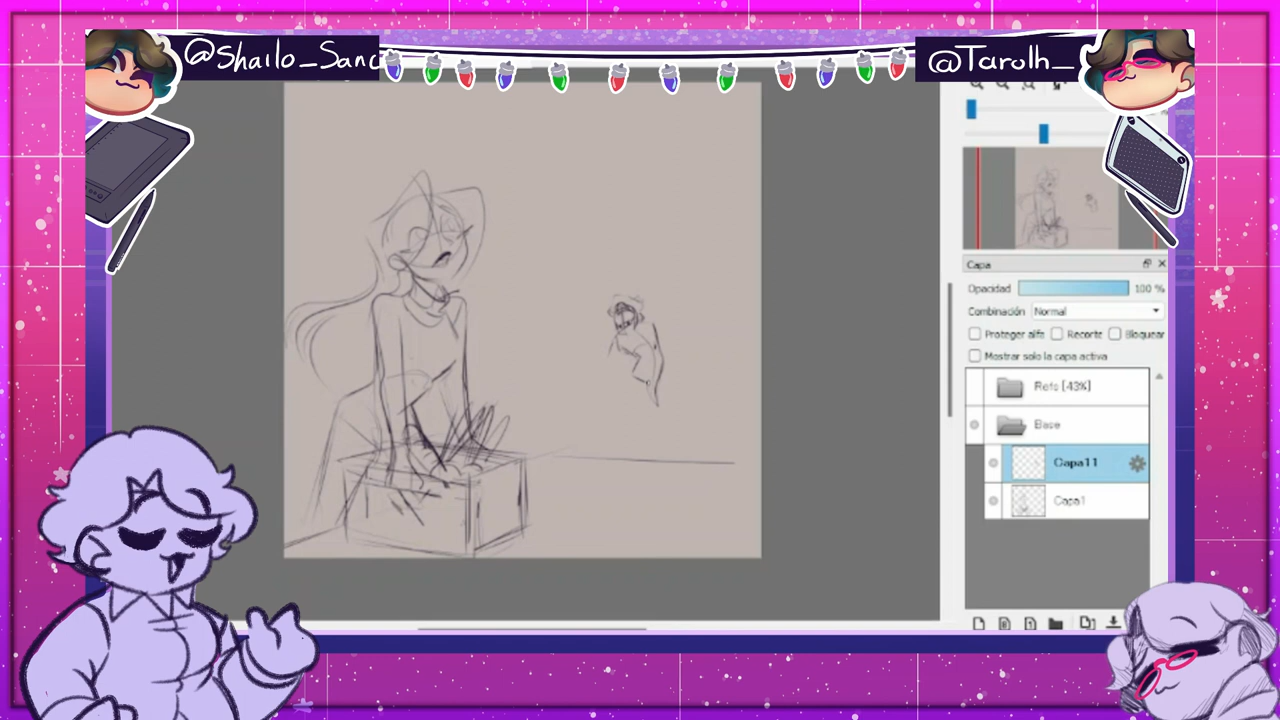 @Shailo_Sanc
@Tarolh_
Capa
Opacidad 100 %
Combinación Normal
Proteger alfa Recorte Bloquear
Mostrar solo la capa activa
Refs [43%]
Base
Capa11
Capa1